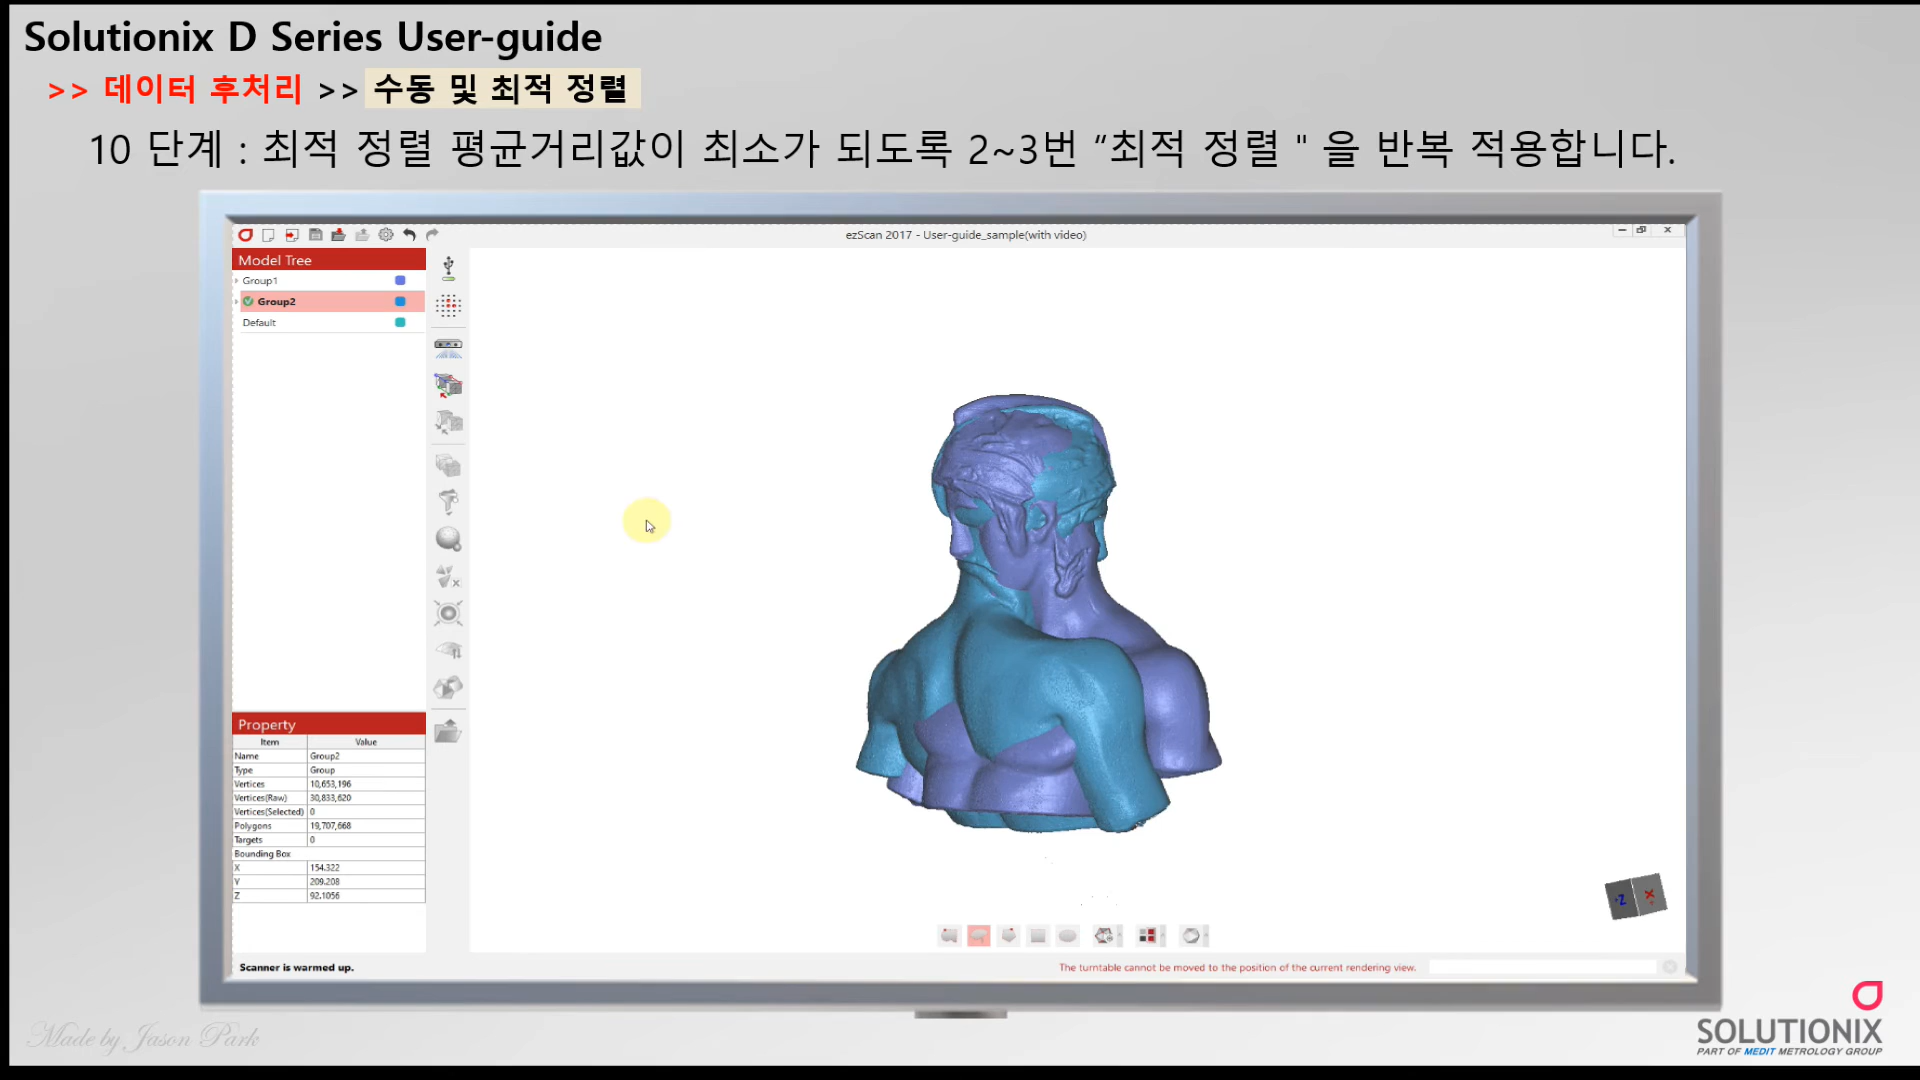 Solutionix D Series User-guide
>> 데이터 후처리 >> 수동 및 최적 정렬
10 단계 : 최적 정렬 평균거리값이 최소가 되도록 2~3번 “최적 정렬 " 을 반복 적용합니다.
ezScan 2017 - User-guide_sample(with video)
Model Tree
Group1
Group2
Default
Property
Item Value
Name Group2
Type Group
Vertices 10,653,196
Vertices(Raw) 30,833,620
Vertices(Selected) 0
Polygons 19,707,668
Targets 0
Bounding Box
X 154.322
Y 209.208
Z 92.1056
Scanner is warmed up.
The turntable cannot be moved to the position of the current rendering view.
Made by Jason Park
SOLUTIONIX
PART OF MEDIT METROLOGY GROUP